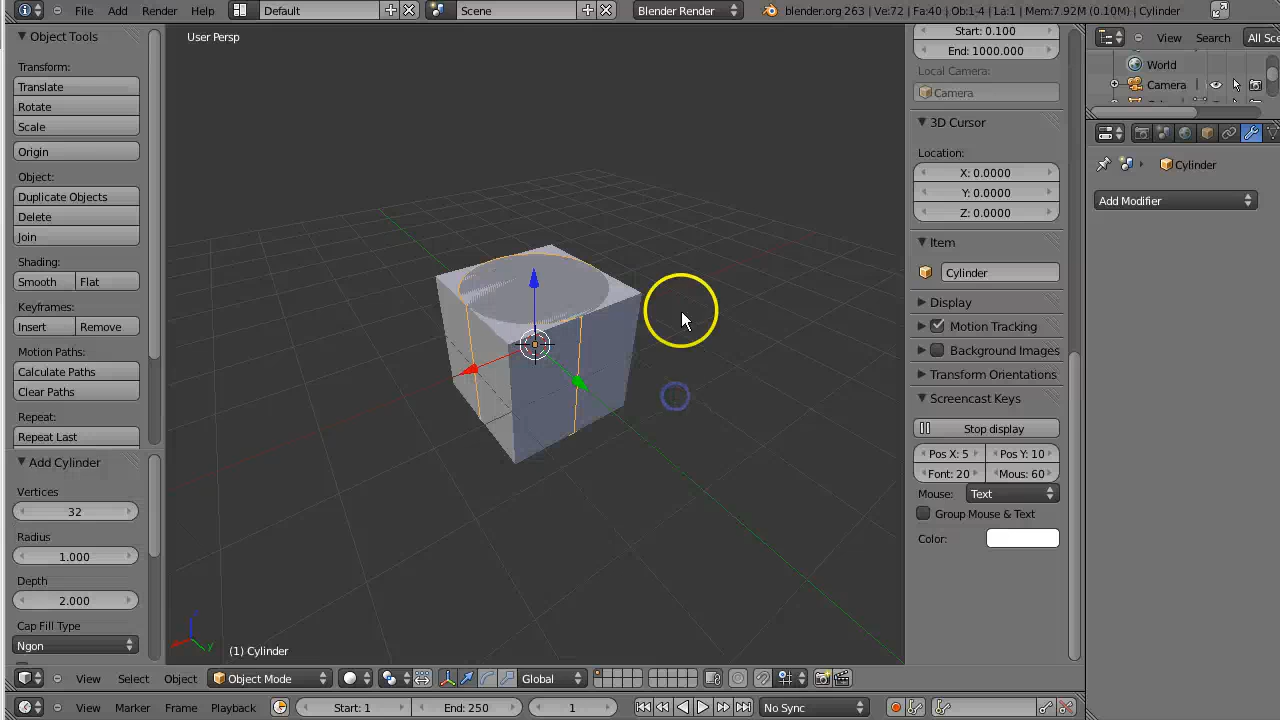 File Add Render Help Default Scene Blender Render blender.org 263 | Ve:72 | Fa:40 | Ob:1-4 | La:1 | Mem:7.92M (0.10M) | Cylinder
Object Tools
Transform:
Translate
Rotate
Scale
Origin
Object:
Duplicate Objects
Delete
Join
Shading:
Smooth Flat
Keyframes:
Insert Remove
Motion Paths:
Calculate Paths
Clear Paths
Repeat:
Repeat Last
Add Cylinder
Vertices
32
Radius
1.000
Depth
2.000
Cap Fill Type
Ngon
User Persp
(1) Cylinder
View Select Object Object Mode Global
Start: 0.100
End: 1000.000
Local Camera:
Camera
3D Cursor
Location:
X: 0.0000
Y: 0.0000
Z: 0.0000
Item
Cylinder
Display
Motion Tracking
Background Images
Transform Orientations
Screencast Keys
Stop display
Pos X: 5 Pos Y: 10
Font: 20 Mous: 60
Mouse: Text
Group Mouse & Text
Color:
View Search All Sce
World
Camera
Cylinder
Add Modifier
View Marker Frame Playback Start: 1 End: 250 1 No Sync